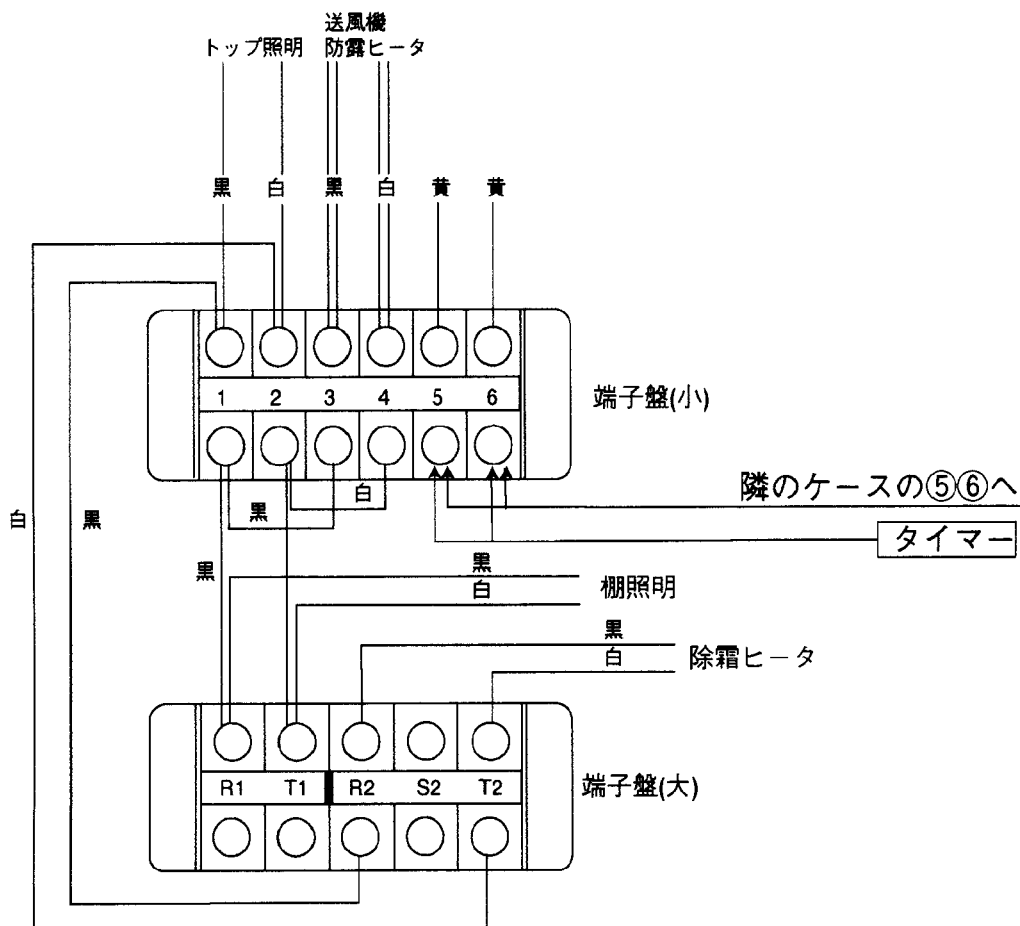 送風機
トップ照明 防露ヒータ
黒 白 黒 白 黄 黄
1 2 3 4 5 6
端子盤(小)
隣のケースの⑤⑥へ
白
黒
白 黒
タイマー
黒
黒
白
棚照明
黒
白
除霜ヒータ
R1 T1 R2 S2 T2
端子盤(大)